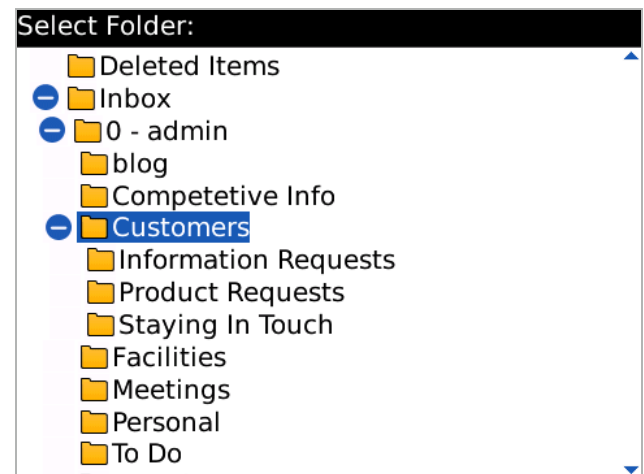 Select Folder:
Deleted Items
Inbox
0 - admin
blog
Competetive Info
Customers
Information Requests
Product Requests
Staying In Touch
Facilities
Meetings
Personal
To Do